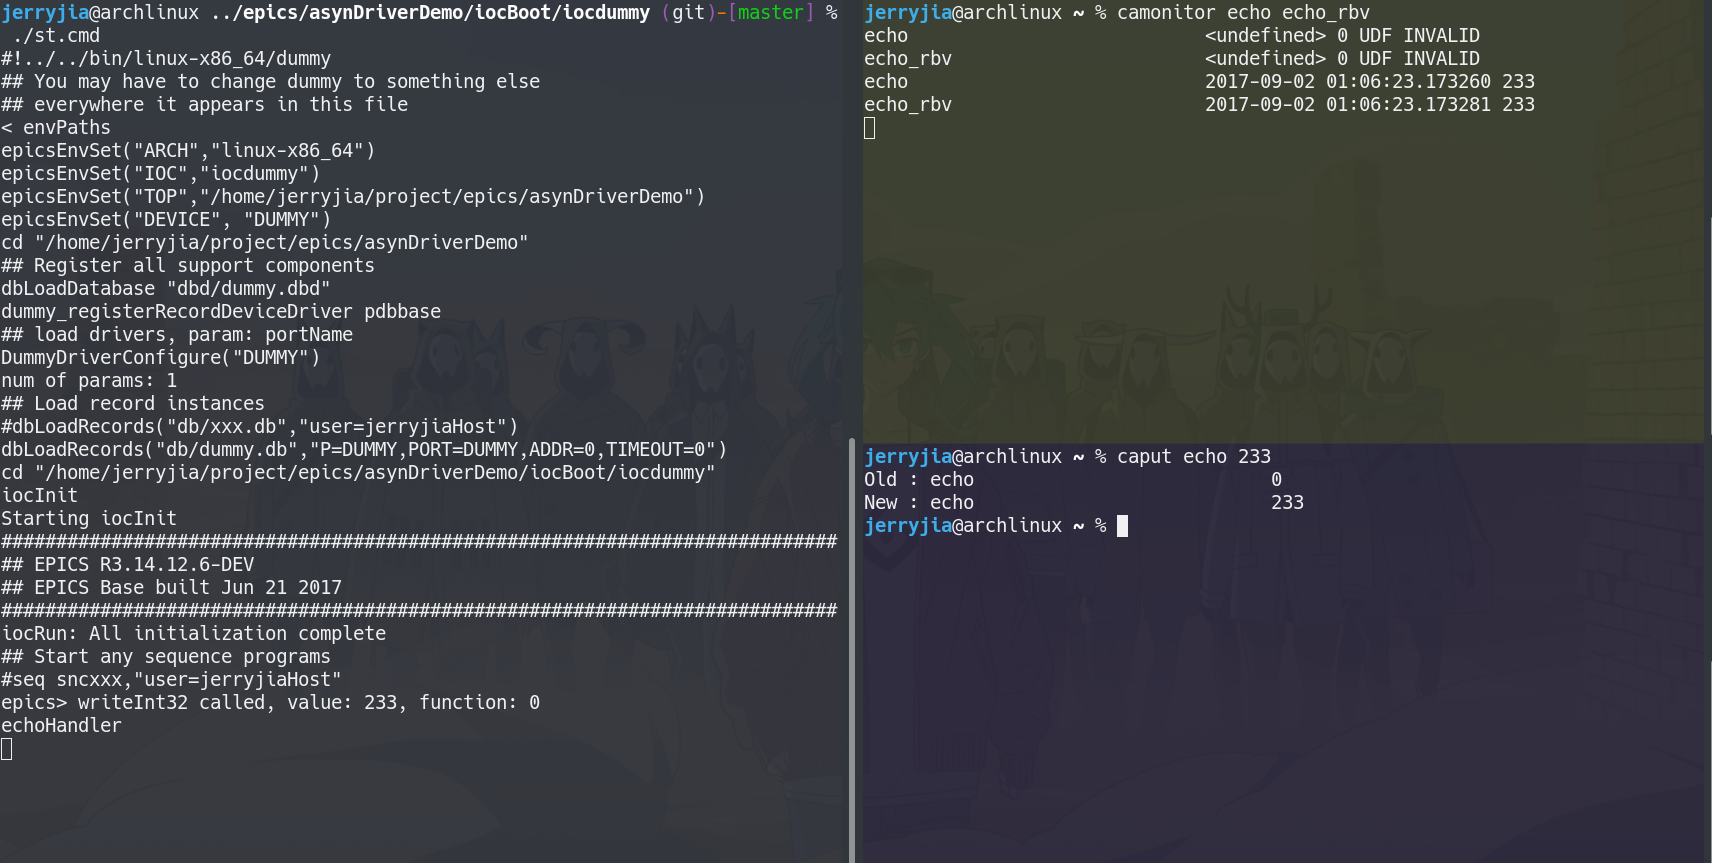 jerryjia@archlinux ../epics/asynDriverDemo/iocBoot/iocdummy (git)-[master] %
 ./st.cmd
#!../../bin/linux-x86_64/dummy
## You may have to change dummy to something else
## everywhere it appears in this file
< envPaths
epicsEnvSet("ARCH","linux-x86_64")
epicsEnvSet("IOC","iocdummy")
epicsEnvSet("TOP","/home/jerryjia/project/epics/asynDriverDemo")
epicsEnvSet("DEVICE", "DUMMY")
cd "/home/jerryjia/project/epics/asynDriverDemo"
## Register all support components
dbLoadDatabase "dbd/dummy.dbd"
dummy_registerRecordDeviceDriver pdbbase
## load drivers, param: portName
DummyDriverConfigure("DUMMY")
num of params: 1
## Load record instances
#dbLoadRecords("db/xxx.db","user=jerryjiaHost")
dbLoadRecords("db/dummy.db","P=DUMMY,PORT=DUMMY,ADDR=0,TIMEOUT=0")
cd "/home/jerryjia/project/epics/asynDriverDemo/iocBoot/iocdummy"
iocInit
Starting iocInit
############################################################################
## EPICS R3.14.12.6-DEV
## EPICS Base built Jun 21 2017
############################################################################
iocRun: All initialization complete
## Start any sequence programs
#seq sncxxx,"user=jerryjiaHost"
epics> writeInt32 called, value: 233, function: 0
echoHandler
jerryjia@archlinux ~ % camonitor echo echo_rbv
echo                           <undefined> 0 UDF INVALID
echo_rbv                       <undefined> 0 UDF INVALID
echo                           2017-09-02 01:06:23.173260 233
echo_rbv                       2017-09-02 01:06:23.173281 233
jerryjia@archlinux ~ % caput echo 233
Old : echo                           0
New : echo                           233
jerryjia@archlinux ~ %